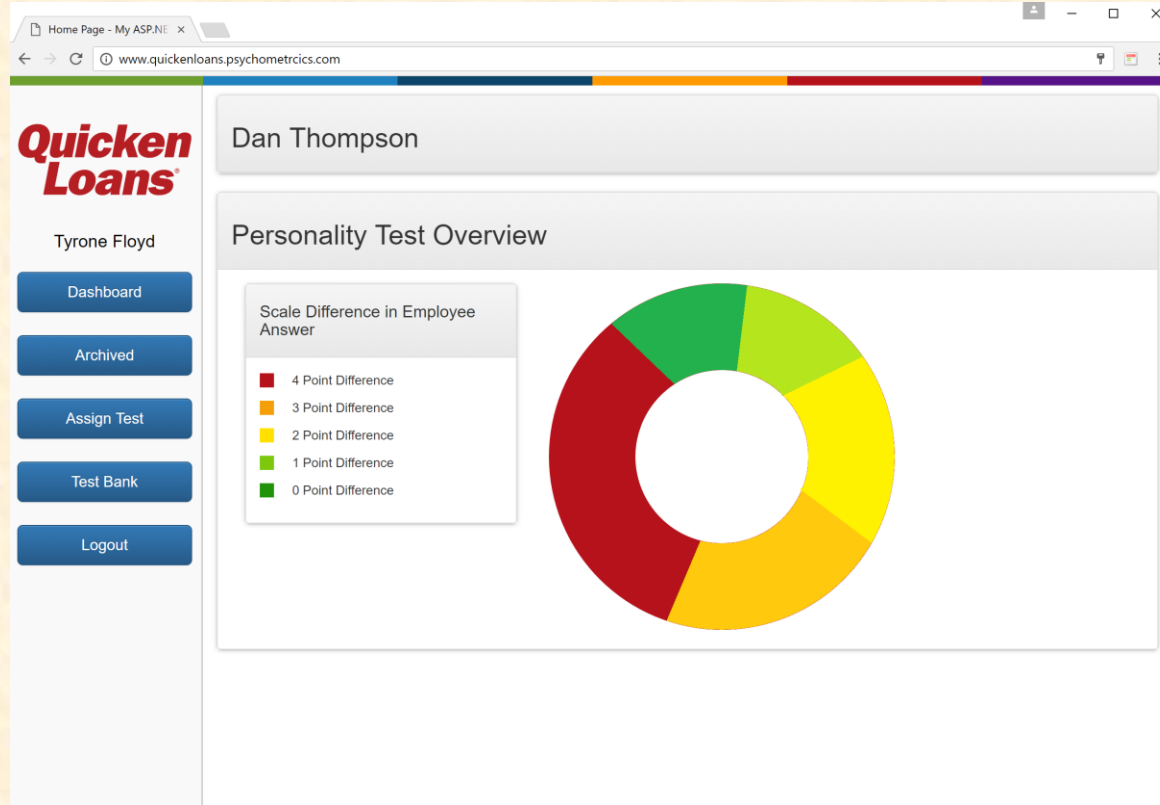 Home Page - My ASP.NE
www.quickenloans.psychometrcics.com
Quicken
Loans
Tyrone Floyd
Dashboard
Archived
Assign Test
Test Bank
Logout
Dan Thompson
Personality Test Overview
Scale Difference in Employee
Answer
4 Point Difference
3 Point Difference
2 Point Difference
1 Point Difference
0 Point Difference